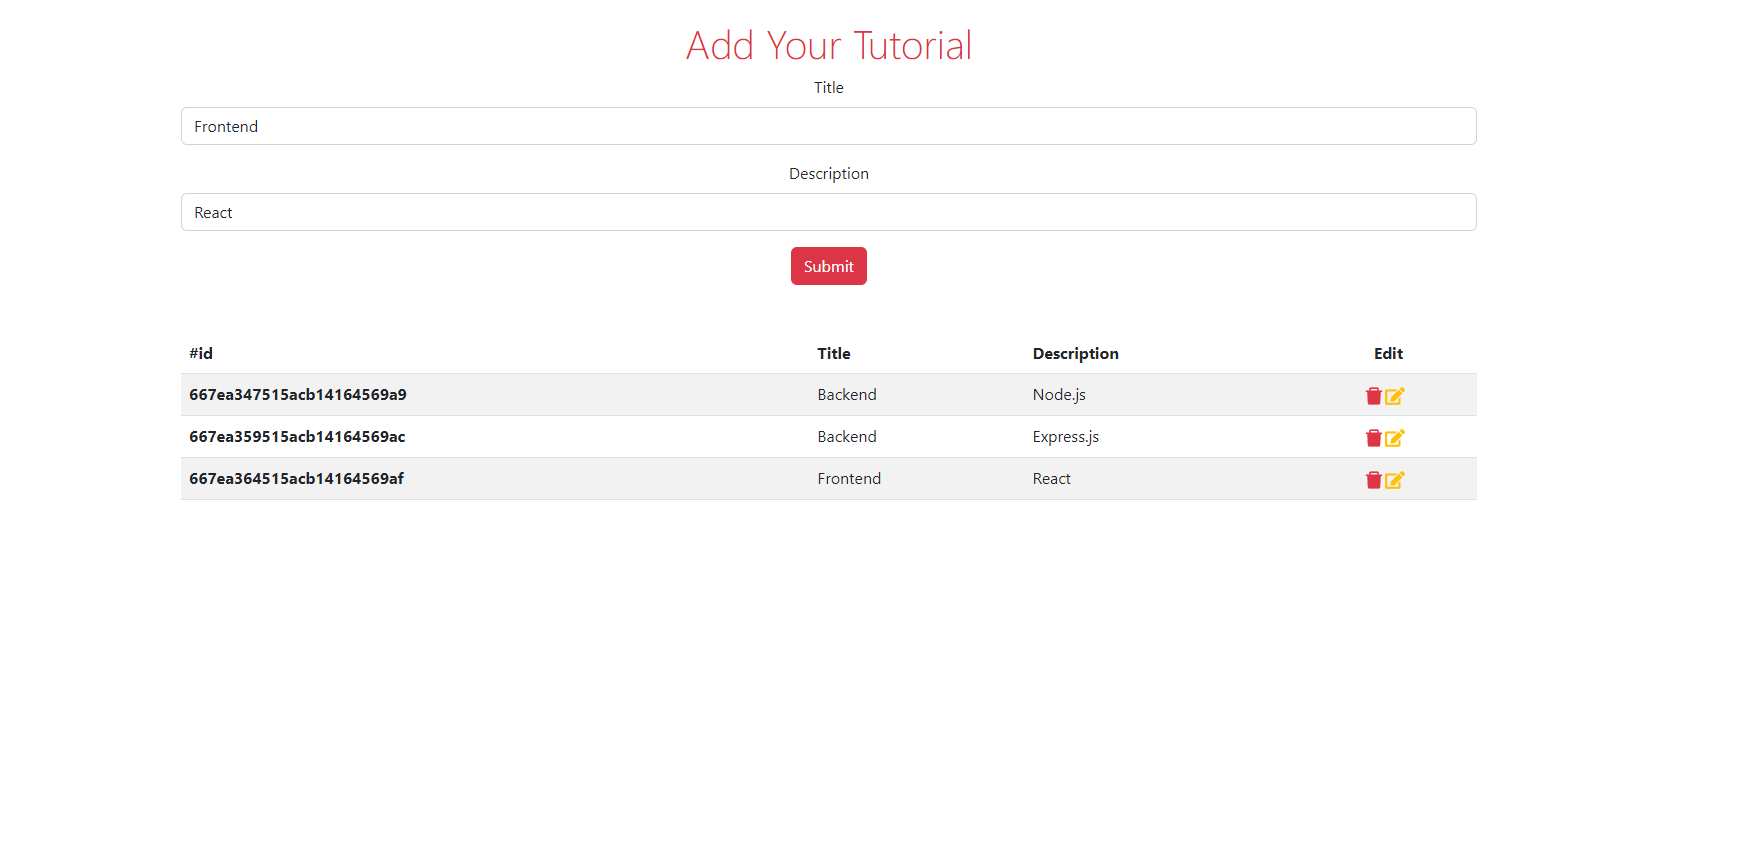 Add Your Tutorial
Title
Frontend
Description
React
Submit
#id Title Description Edit
667ea347515acb14164569a9 Backend Node.js
667ea359515acb14164569ac Backend Express.js
667ea364515acb14164569af Frontend React